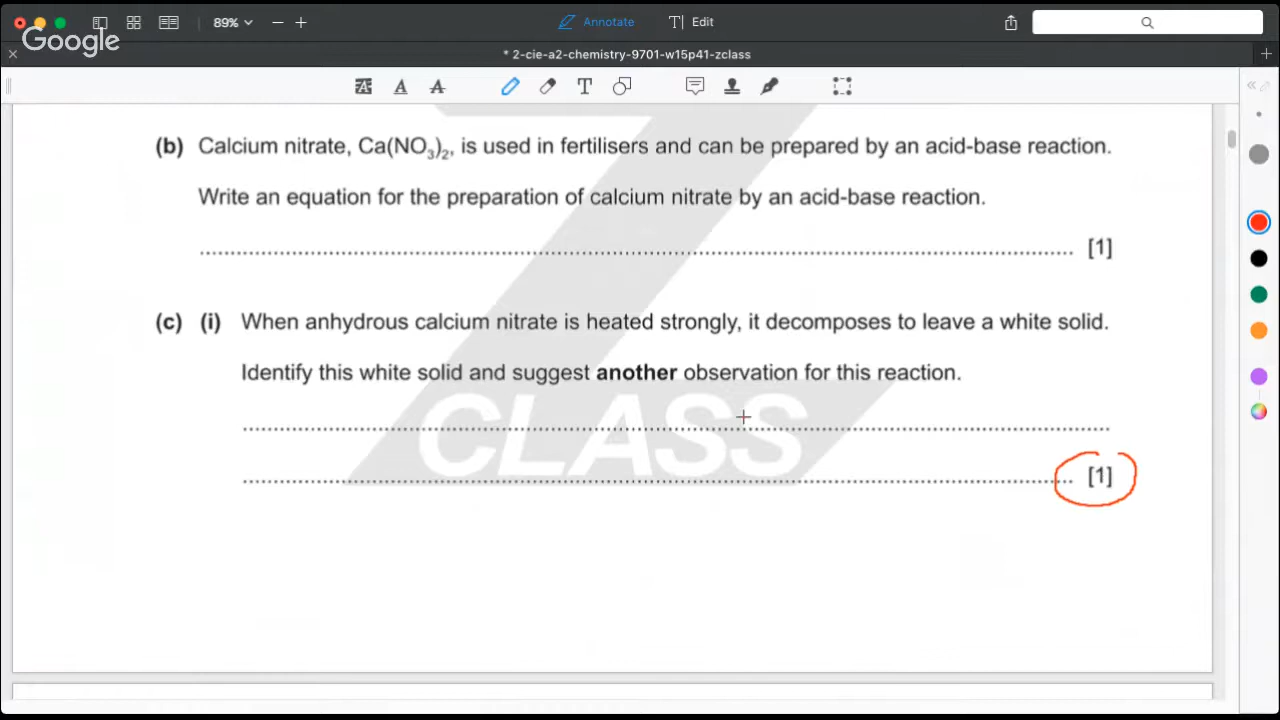 89%
Annotate
Edit
Google
* 2-cie-a2-chemistry-9701-w15p41-zclass
(b) Calcium nitrate, Ca(NO₃)₂, is used in fertilisers and can be prepared by an acid-base reaction.
Write an equation for the preparation of calcium nitrate by an acid-base reaction.
[1]
(c) (i) When anhydrous calcium nitrate is heated strongly, it decomposes to leave a white solid.
Identify this white solid and suggest another observation for this reaction.
CLASS
[1]